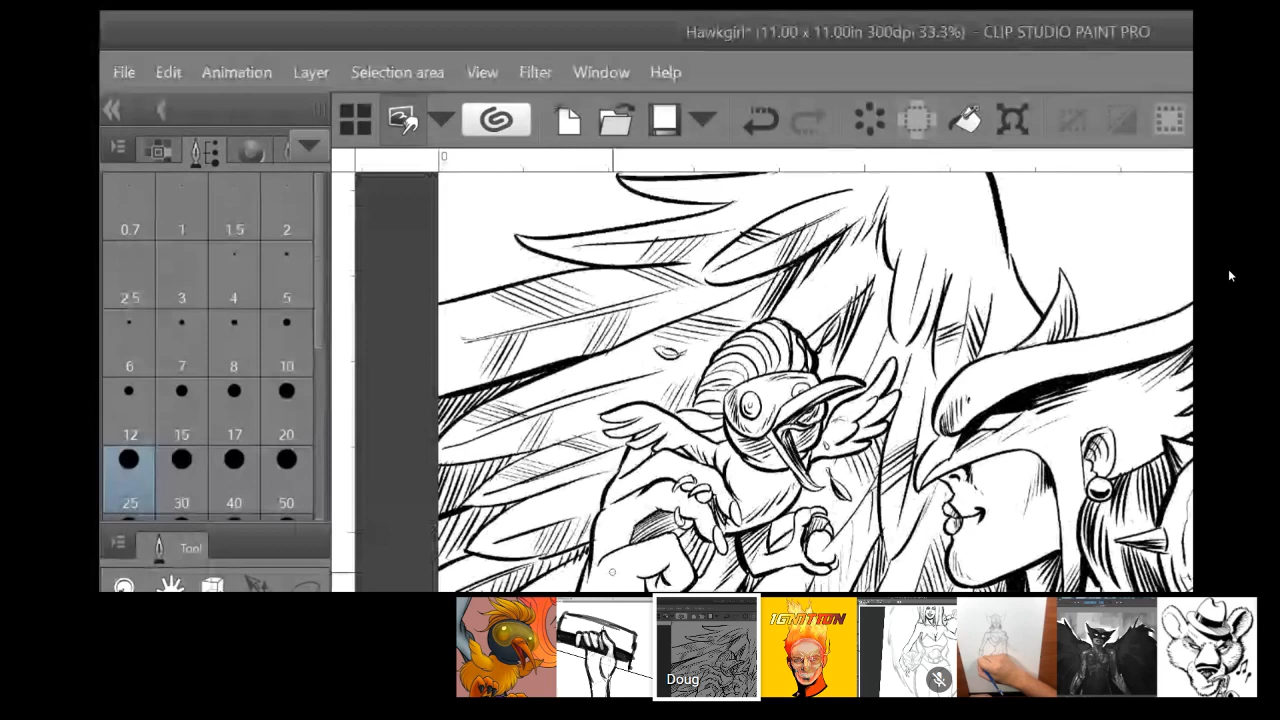 Hawkgirl* (11.00 x 11.00in 300dpi 33.3%) - CLIP STUDIO PAINT PRO
File Edit Animation Layer Selection area View Filter Window Help
0
0.7 1 1.5 2
2.5 3 4 5
6 7 8 10
12 15 17 20
25 30 40 50
Tool
IGNITION
Doug